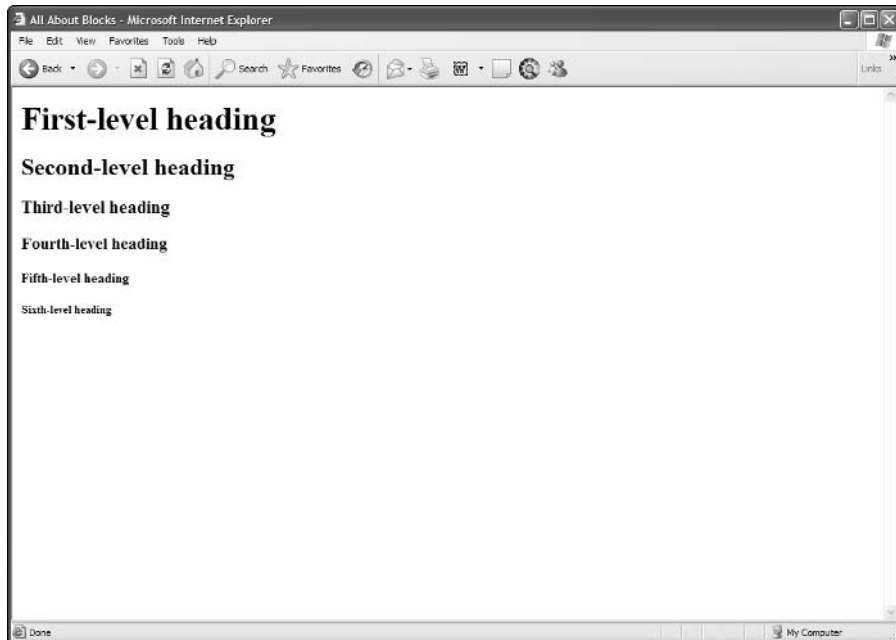 All About Blocks - Microsoft Internet Explorer
File Edit View Favorites Tools Help
Back Search Favorites W Links »
First-level heading
Second-level heading
Third-level heading
Fourth-level heading
Fifth-level heading
Sixth-level heading
Done My Computer